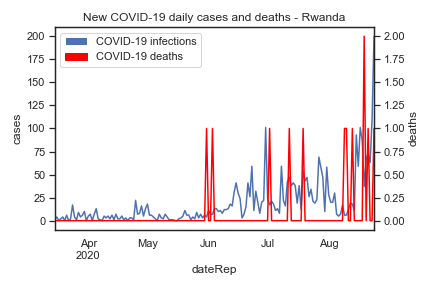 New COVID-19 daily cases and deaths - Rwanda
COVID-19 infections
COVID-19 deaths
200
175
150
125
100
75
50
25
0
cases
2.00
1.75
1.50
1.25
1.00
0.75
0.50
0.25
0.00
deaths
Apr
2020
May
Jun
Jul
Aug
dateRep